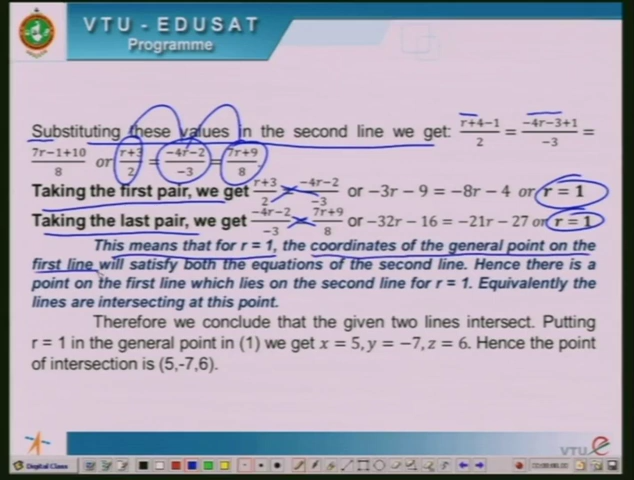 VTU - EDUSAT
Programme
Substituting these values in the second line we get: (r+4−1)/2 = (−4r−3+1)/−3 =
(7r−1+10)/8 or (r+3)/2 = (−4r−2)/−3 = (7r+9)/8
Taking the first pair, we get (r+3)/2 = (−4r−2)/−3 or −3r − 9 = −8r − 4 or r = 1
Taking the last pair, we get (−4r−2)/−3 = (7r+9)/8 or −32r − 16 = −21r − 27 or r = 1
This means that for r = 1, the coordinates of the general point on the
first line will satisfy both the equations of the second line. Hence there is a
point on the first line which lies on the second line for r = 1. Equivalently the
lines are intersecting at this point.
Therefore we conclude that the given two lines intersect. Putting
r = 1 in the general point in (1) we get x = 5, y = −7, z = 6. Hence the point
of intersection is (5,-7,6).
VTU e
Digital Class